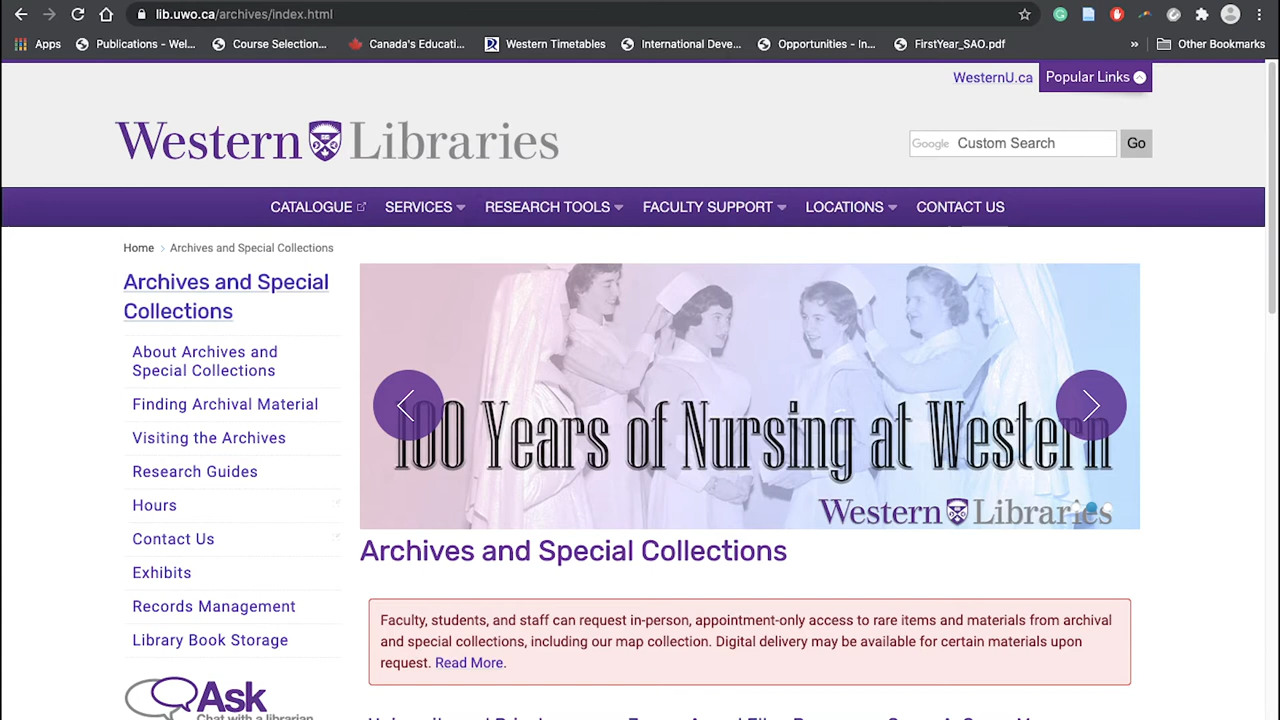 lib.uwo.ca/archives/index.html
Apps Publications - Wel... Course Selection... Canada's Educati... Western Timetables International Deve... Opportunities - In... FirstYear_SAO.pdf » Other Bookmarks
WesternU.ca Popular Links
Western Libraries
Google Custom Search Go
CATALOGUE SERVICES RESEARCH TOOLS FACULTY SUPPORT LOCATIONS CONTACT US
Home > Archives and Special Collections
Archives and Special
Collections
About Archives and
Special Collections
Finding Archival Material
Visiting the Archives
Research Guides
Hours
Contact Us
Exhibits
Records Management
Library Book Storage
Ask
Chat with a librarian
100 Years of Nursing at Western
Western Libraries
Archives and Special Collections
Faculty, students, and staff can request in-person, appointment-only access to rare items and materials from archival
and special collections, including our map collection. Digital delivery may be available for certain materials upon
request. Read More.